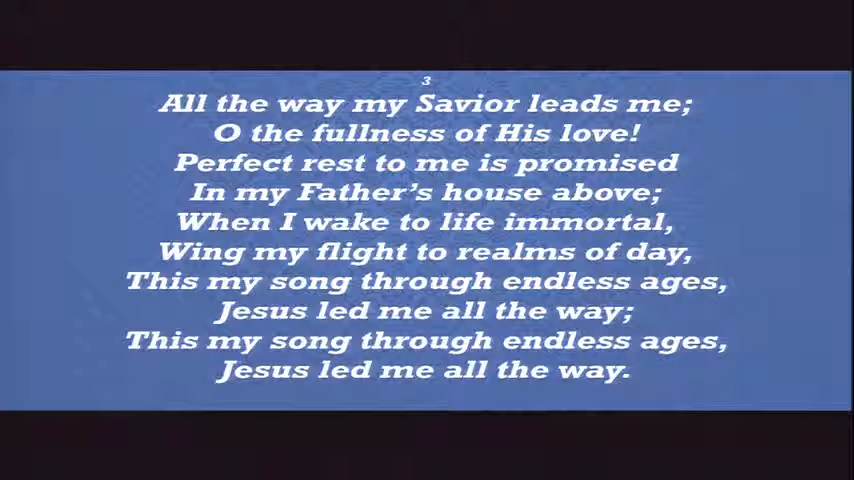 3
All the way my Savior leads me;
O the fullness of His love!
Perfect rest to me is promised
In my Father’s house above;
When I wake to life immortal,
Wing my flight to realms of day,
This my song through endless ages,
Jesus led me all the way;
This my song through endless ages,
Jesus led me all the way.